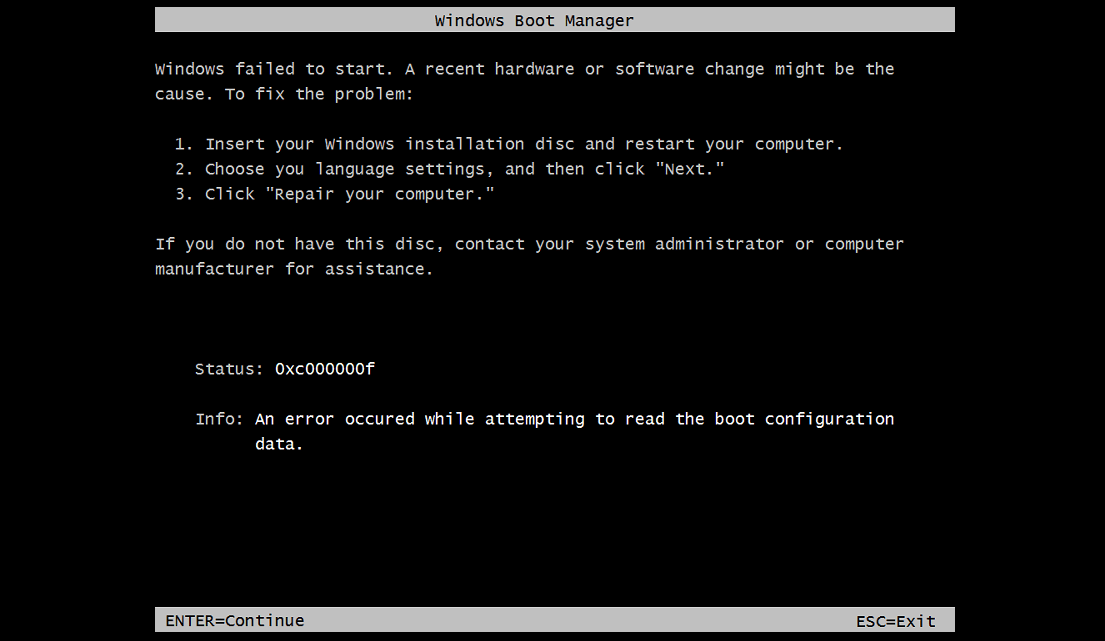 Windows Boot Manager
Windows failed to start. A recent hardware or software change might be the
cause. To fix the problem:
1. Insert your Windows installation disc and restart your computer.
2. Choose you language settings, and then click "Next."
3. Click "Repair your computer."
If you do not have this disc, contact your system administrator or computer
manufacturer for assistance.
Status: 0xc000000f
Info: An error occured while attempting to read the boot configuration
data.
ENTER=Continue ESC=Exit